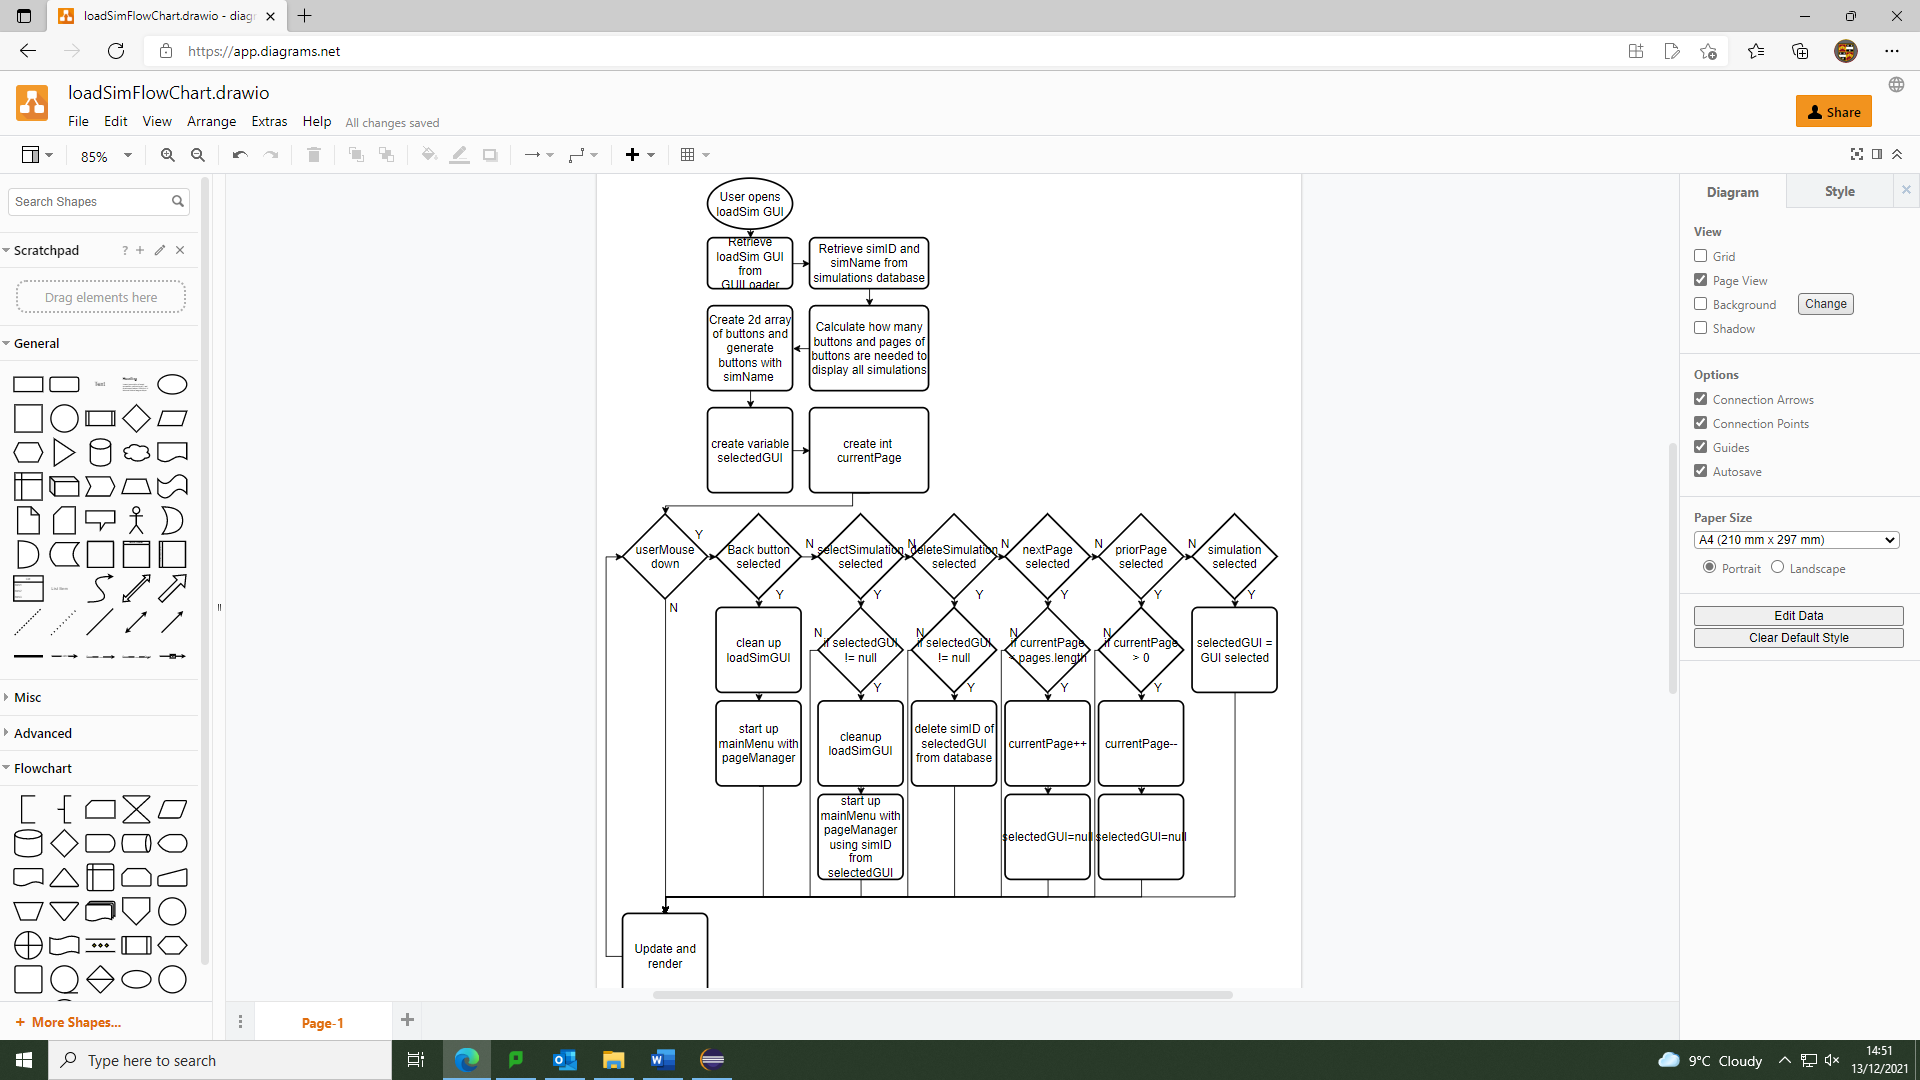 loadSimFlowChart.drawio - diagr
https://app.diagrams.net
loadSimFlowChart.drawio
File Edit View Arrange Extras Help All changes saved
Share
85%
Search Shapes
Scratchpad
?
Drag elements here
General
Text
Heading
Misc
Advanced
Flowchart
+ More Shapes...
User opens
loadSim GUI
Retrieve
loadSim GUI
from
GUILoader
Retrieve simID and
simName from
simulations database
Create 2d array
of buttons and
generate
buttons with
simName
Calculate how many
buttons and pages of
buttons are needed to
display all simulations
create variable
selectedGUI
create int
currentPage
userMouse
down
Y
N
Back button
selected
N
Y
selectSimulation
selected
N
Y
deleteSimulation
selected
N
Y
nextPage
selected
N
Y
priorPage
selected
N
Y
simulation
selected
Y
clean up
loadSimGUI
N
if selectedGUI
!= null
Y
N
if selectedGUI
!= null
Y
N
if currentPage
< pages.length
Y
N
if currentPage
> 0
Y
selectedGUI =
GUI selected
start up
mainMenu with
pageManager
cleanup
loadSimGUI
delete simID of
selectedGUI
from database
currentPage++
currentPage--
start up
mainMenu with
pageManager
using simID
from
selectedGUI
selectedGUI=null
selectedGUI=null
Update and
render
Page-1
Diagram
Style
View
Grid
Page View
Background
Change
Shadow
Options
Connection Arrows
Connection Points
Guides
Autosave
Paper Size
A4 (210 mm x 297 mm)
Portrait
Landscape
Edit Data
Clear Default Style
Type here to search
9°C Cloudy
14:51
13/12/2021